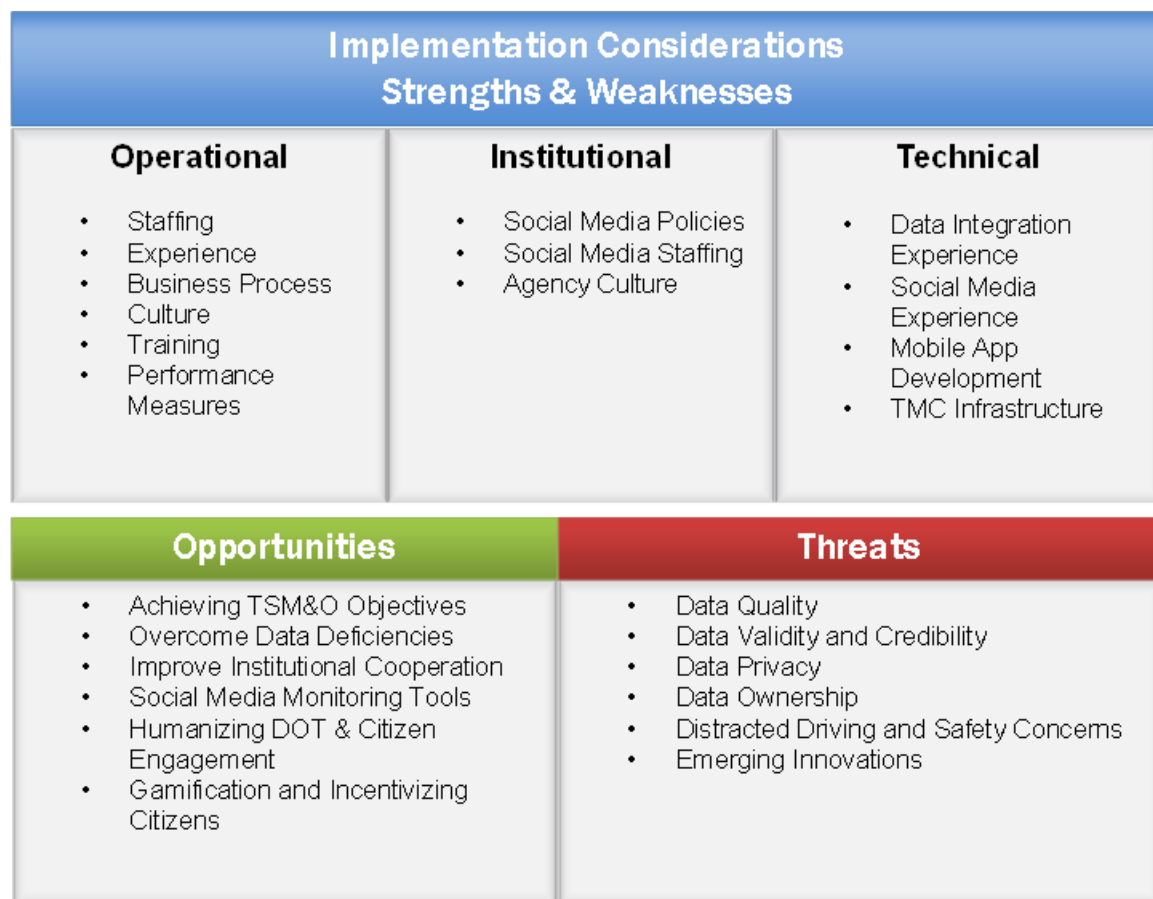 Implementation Considerations
Strengths & Weaknesses
Operational
• Staffing
• Experience
• Business Process
• Culture
• Training
• Performance
Measures
Institutional
• Social Media Policies
• Social Media Staffing
• Agency Culture
Technical
• Data Integration
Experience
• Social Media
Experience
• Mobile App
Development
• TMC Infrastructure
Opportunities
• Achieving TSM&O Objectives
• Overcome Data Deficiencies
• Improve Institutional Cooperation
• Social Media Monitoring Tools
• Humanizing DOT & Citizen
Engagement
• Gamification and Incentivizing
Citizens
Threats
• Data Quality
• Data Validity and Credibility
• Data Privacy
• Data Ownership
• Distracted Driving and Safety Concerns
• Emerging Innovations